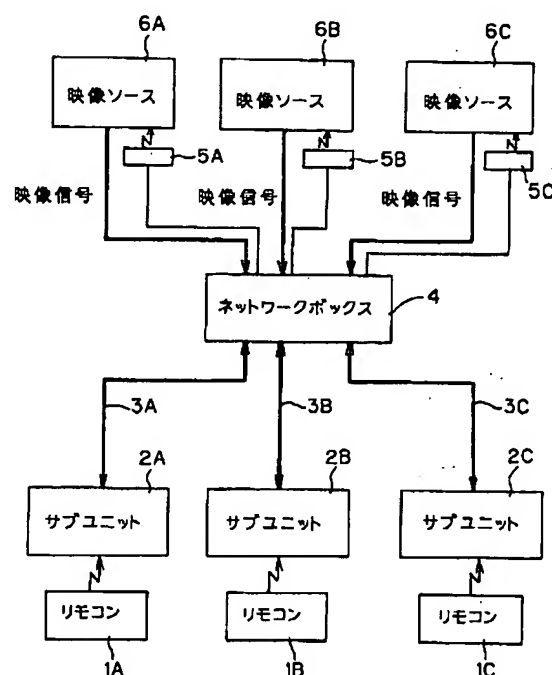 6A 6B 6C
映像ソース 映像ソース 映像ソース
5A 5B 5C
映像信号 映像信号 映像信号
ネットワークボックス 4
3A 3B 3C
2A 2B 2C
サブユニット サブユニット サブユニット
リモコン リモコン リモコン
1A 1B 1C